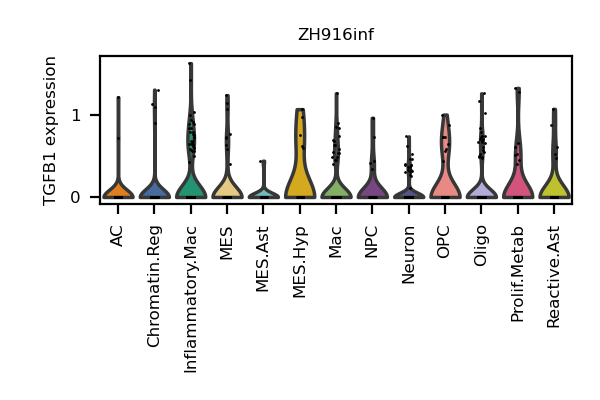 ZH916inf
TGFB1 expression
1
0
AC
Chromatin.Reg
Inflammatory.Mac
MES
MES.Ast
MES.Hyp
Mac
NPC
Neuron
OPC
Oligo
Prolif.Metab
Reactive.Ast